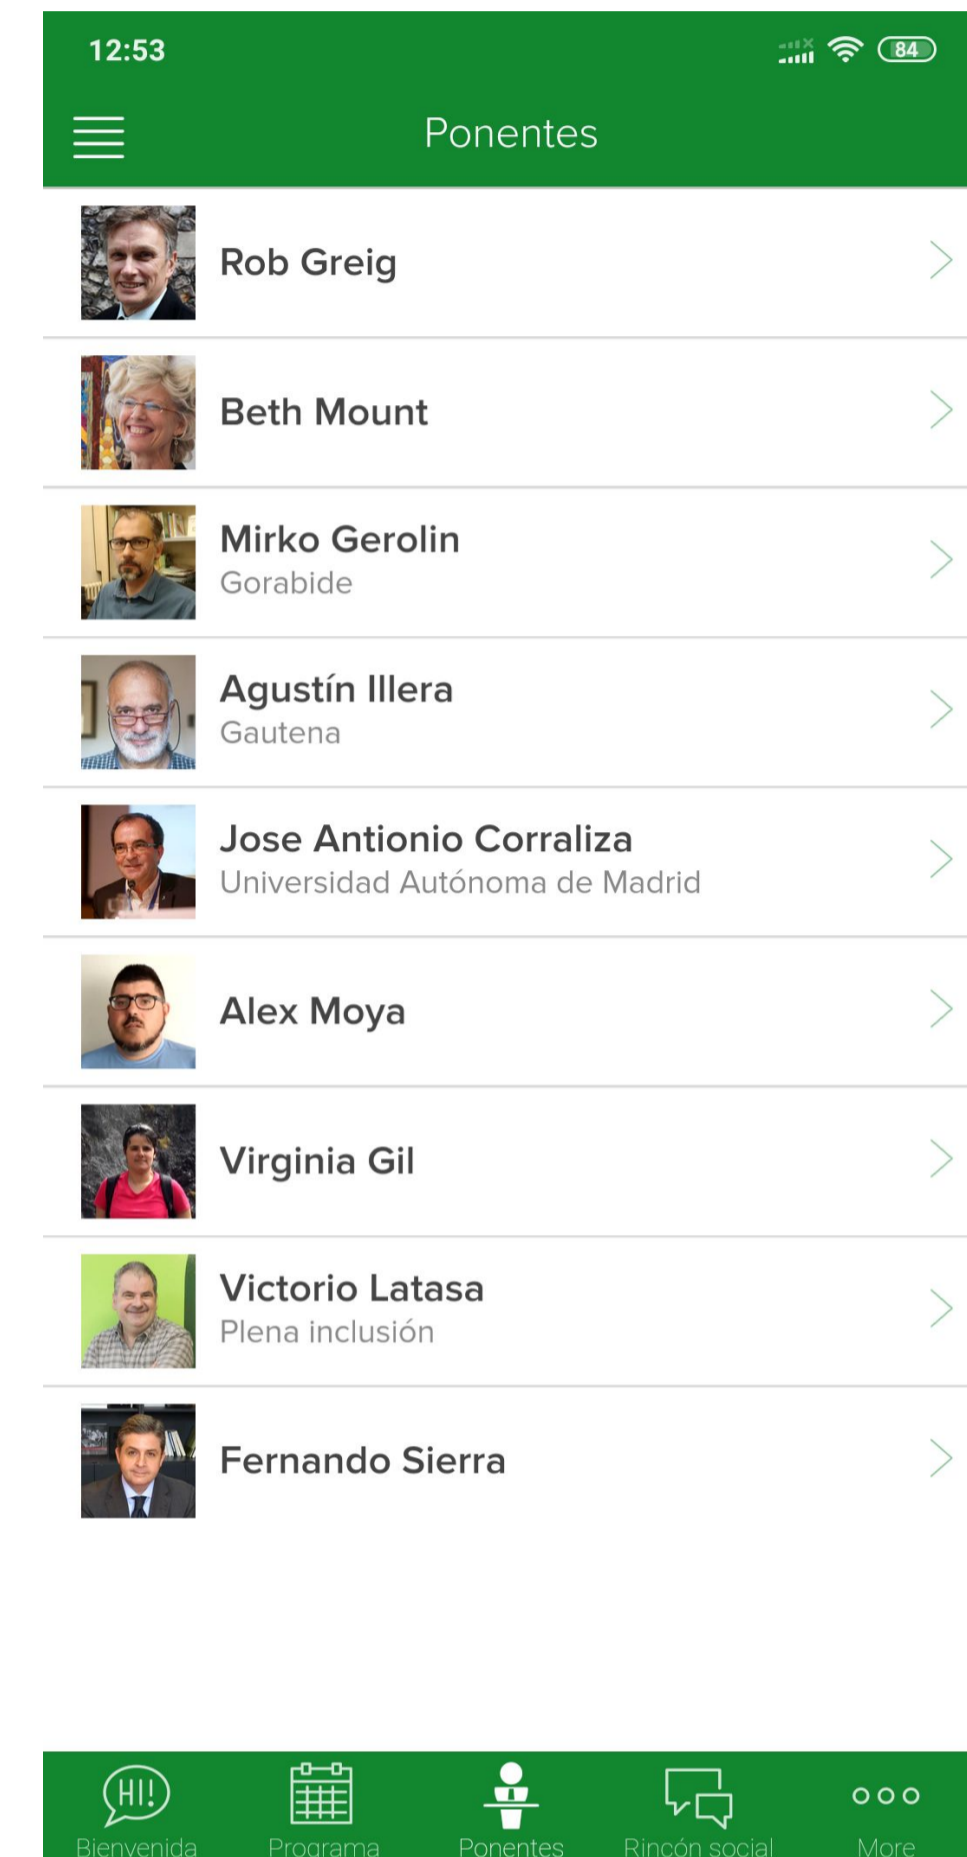 12:53
84
Ponentes
Rob Greig
Beth Mount
Mirko Gerolin
Gorabide
Agustín Illera
Gautena
Jose Antionio Corraliza
Universidad Autónoma de Madrid
Alex Moya
Virginia Gil
Victorio Latasa
Plena inclusión
Fernando Sierra
HI!
Bienvenida Programa Ponentes Rincón social More